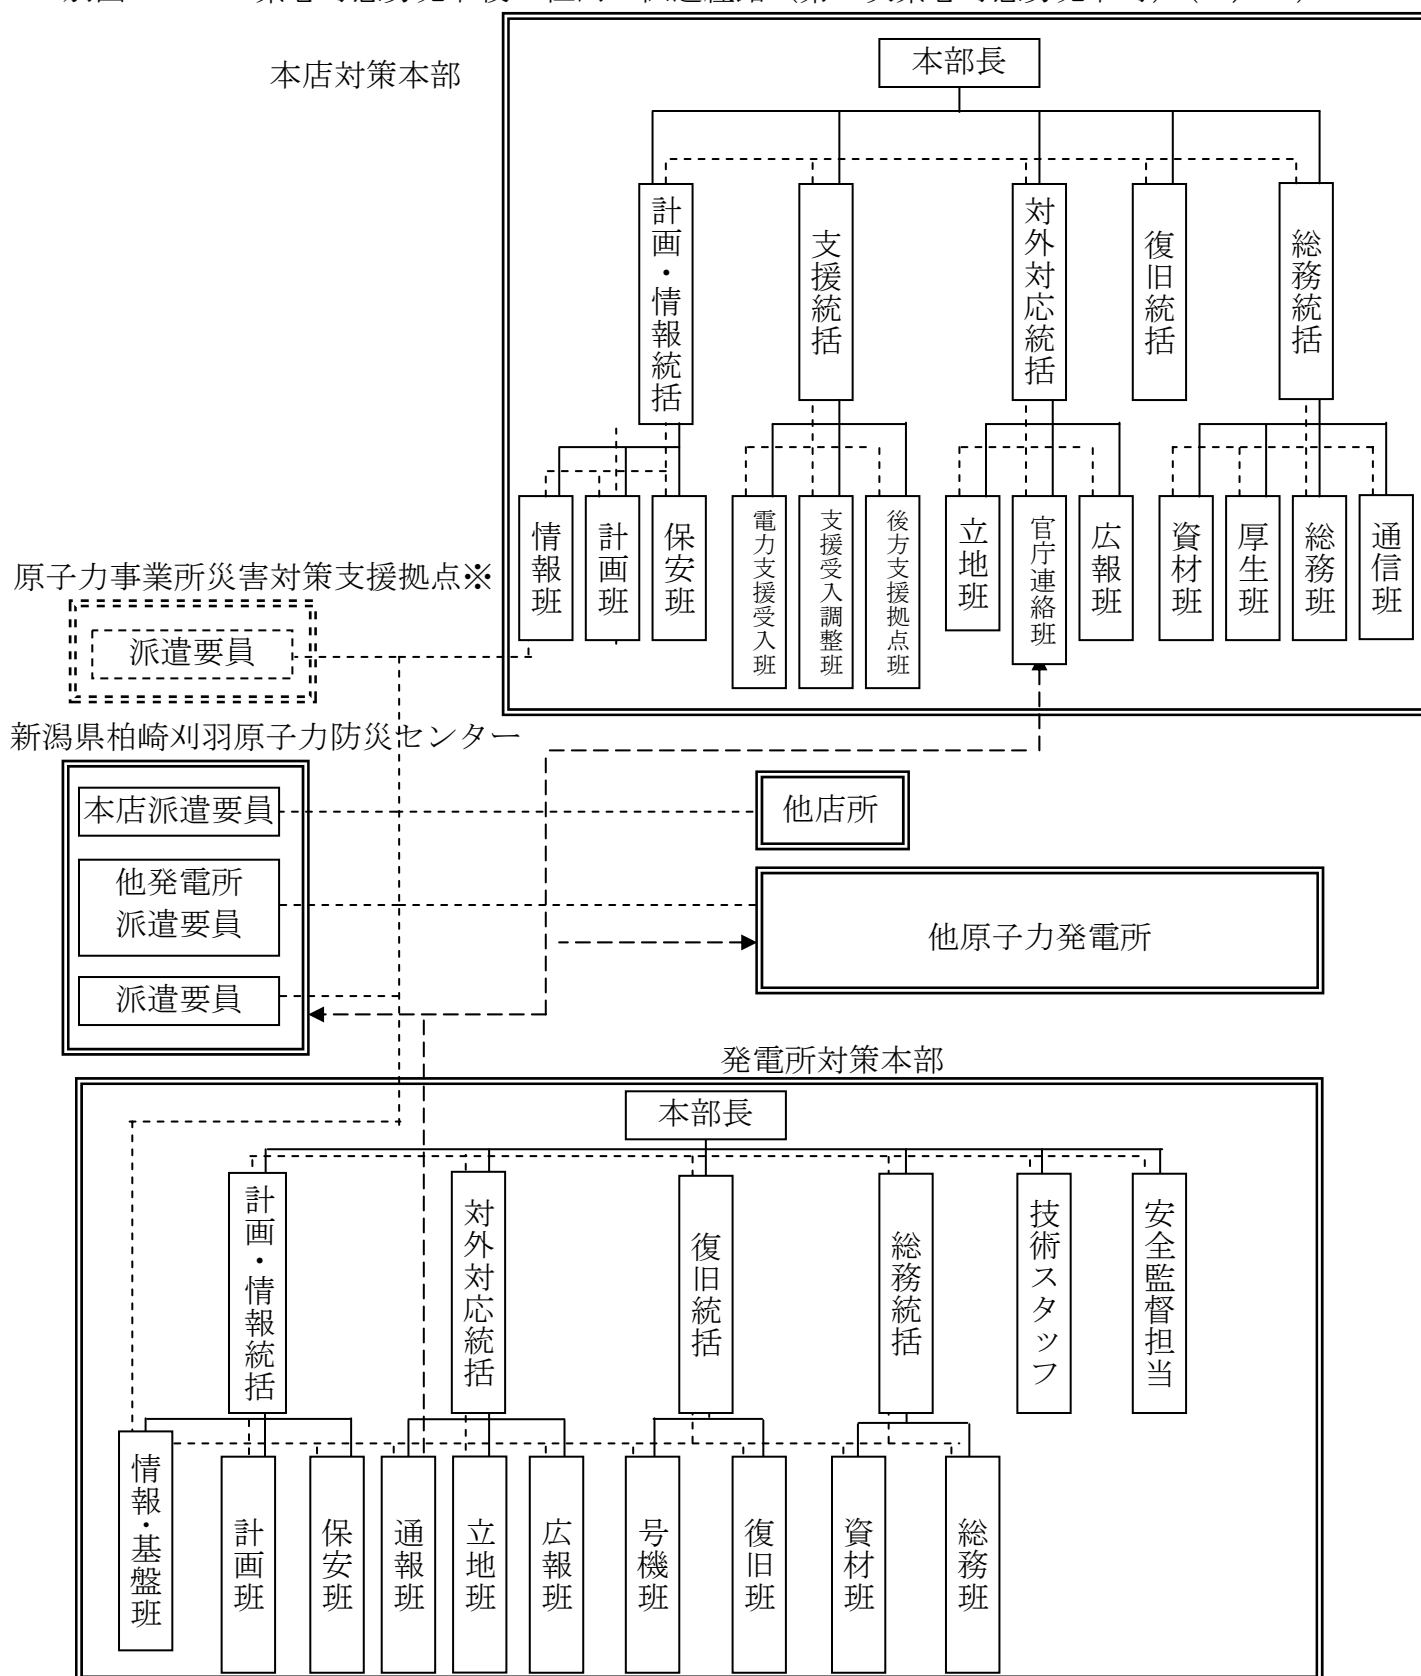 本店対策本部
本部長
計画・情報統括
支援統括
対外対応統括
復旧統括
総務統括
情報班
計画班
保安班
電力支援受入班
支援受入調整班
後方支援拠点班
立地班
官庁連絡班
広報班
資材班
厚生班
総務班
通信班
原子力事業所災害対策支援拠点※
派遣要員
新潟県柏崎刈羽原子力防災センター
本店派遣要員
他発電所
派遣要員
派遣要員
他店所
他原子力発電所
発電所対策本部
本部長
計画・情報統括
対外対応統括
復旧統括
総務統括
技術スタッフ
安全監督担当
情報・基盤班
計画班
保安班
通報班
立地班
広報班
号機班
復旧班
資材班
総務班